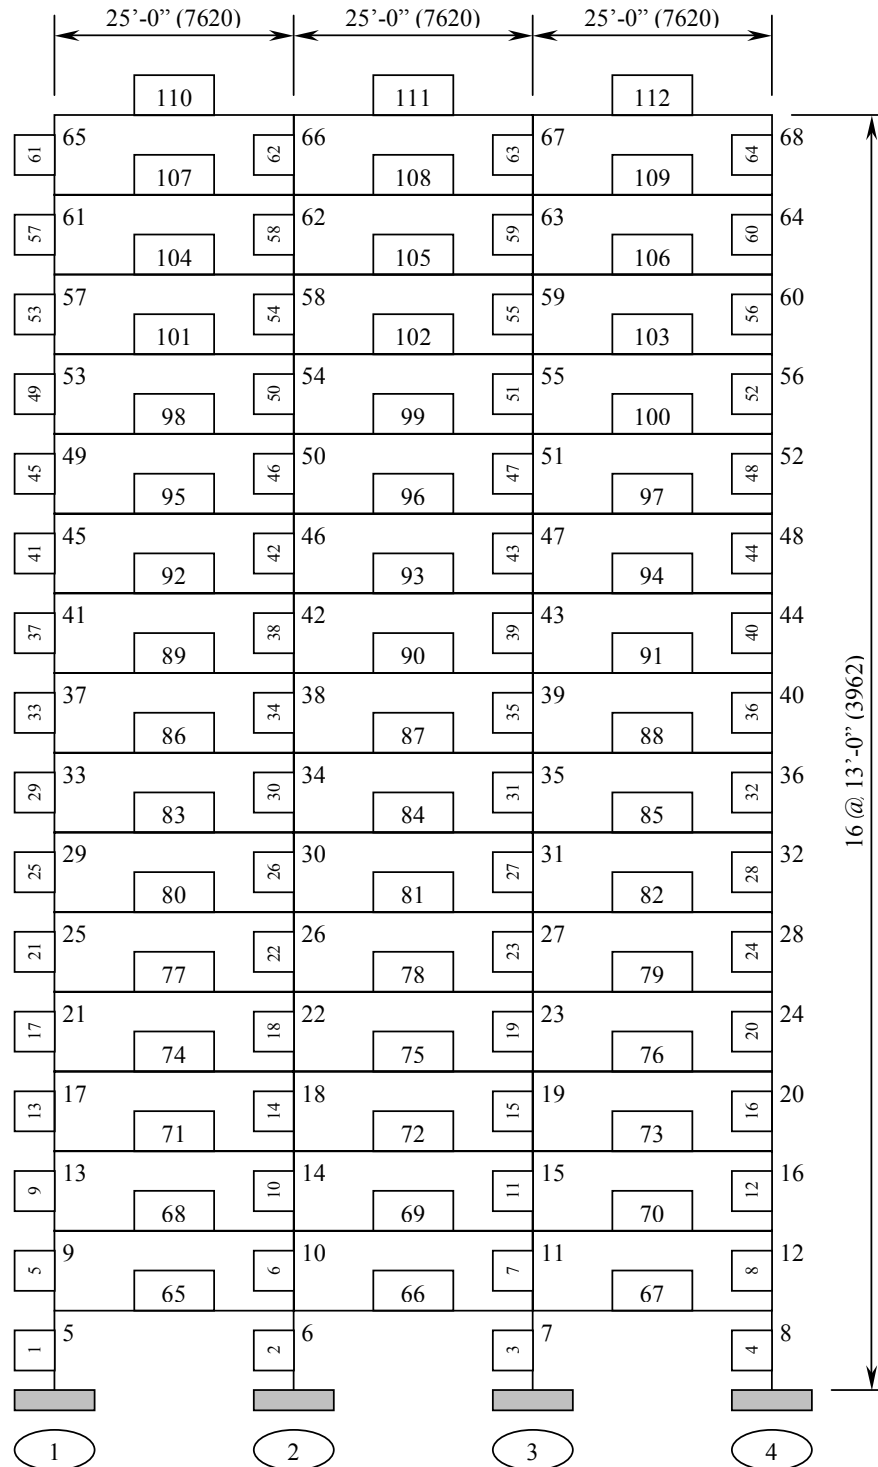 25’-0” (7620) 25’-0” (7620) 25’-0” (7620)
110 111 112
61 65 62 66 63 67 64 68
107 108 109
57 61 58 62 59 63 60 64
104 105 106
53 57 54 58 55 59 56 60
101 102 103
49 53 50 54 51 55 52 56
98 99 100
45 49 46 50 47 51 48 52
95 96 97
41 45 42 46 43 47 44 48
92 93 94
37 41 38 42 39 43 40 44
89 90 91
33 37 34 38 35 39 36 40
86 87 88
29 33 30 34 31 35 32 36
83 84 85
25 29 26 30 27 31 28 32
80 81 82
21 25 22 26 23 27 24 28
77 78 79
17 21 18 22 19 23 20 24
74 75 76
13 17 14 18 15 19 16 20
71 72 73
9 13 10 14 11 15 12 16
68 69 70
5 9 6 10 7 11 8 12
65 66 67
1 5 2 6 3 7 4 8
1 2 3 4
16 @ 13’-0” (3962)